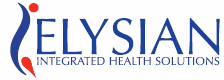 ELYSIAN
INTEGRATED HEALTH SOLUTIONS